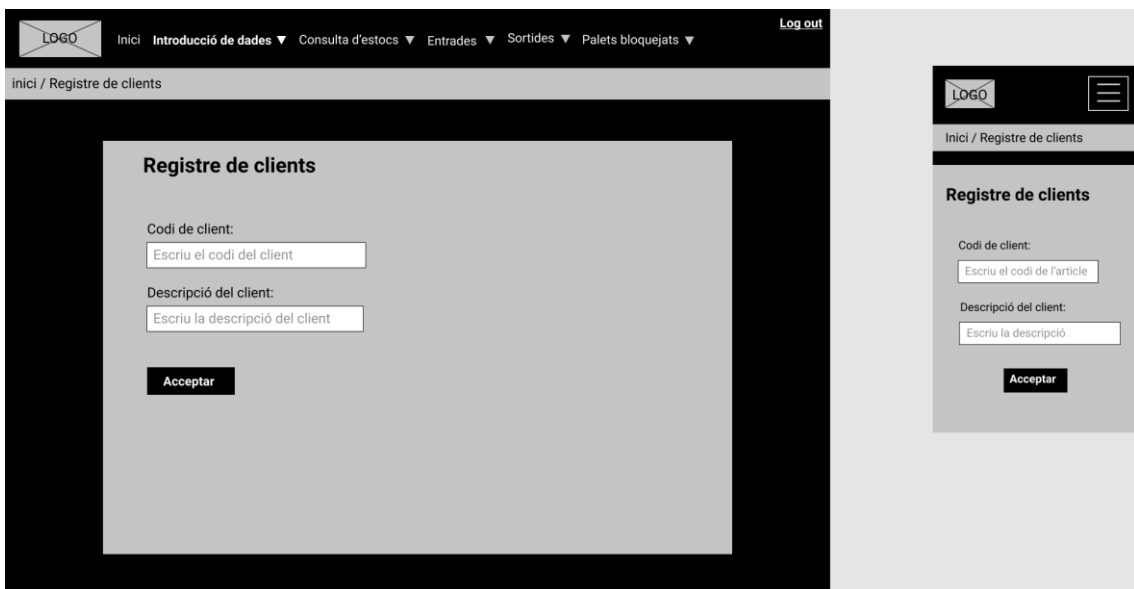 Log out
LOGO Inici Introducció de dades ▼ Consulta d'estocs ▼ Entrades ▼ Sortides ▼ Palets bloquejats ▼
inici / Registre de clients
Registre de clients
Codi de client:
Escriu el codi del client
Descripció del client:
Escriu la descripció del client
Acceptar
LOGO
Inici / Registre de clients
Registre de clients
Codi de client:
Escriu el codi de l'article
Descripció del client:
Escriu la descripció
Acceptar